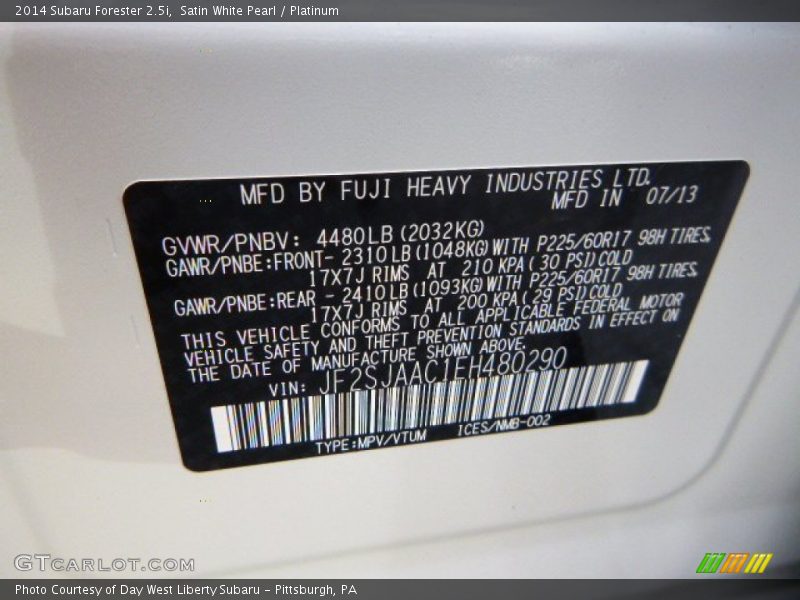 2014 Subaru Forester 2.5i, Satin White Pearl / Platinum
MFD BY FUJI HEAVY INDUSTRIES LTD.
MFD IN 07/13
GVWR/PNBV: 4480LB (2032KG)
GAWR/PNBE:FRONT- 2310LB (1048KG) WITH P225/60R17 98H TIRES.
17X7J RIMS AT 210 KPA ( 30 PSI) COLD
GAWR/PNBE:REAR - 2410LB (1093KG) WITH P225/60R17 98H TIRES.
17X7J RIMS AT 200 KPA ( 29 PSI) COLD
THIS VEHICLE CONFORMS TO ALL APPLICABLE FEDERAL MOTOR
VEHICLE SAFETY AND THEFT PREVENTION STANDARDS IN EFFECT ON
THE DATE OF MANUFACTURE SHOWN ABOVE.
VIN: JF2SJAAC1EH480290
TYPE:MPV/VTUM ICES/NMB-002
GTCARLOT.COM
Photo Courtesy of Day West Liberty Subaru - Pittsburgh, PA